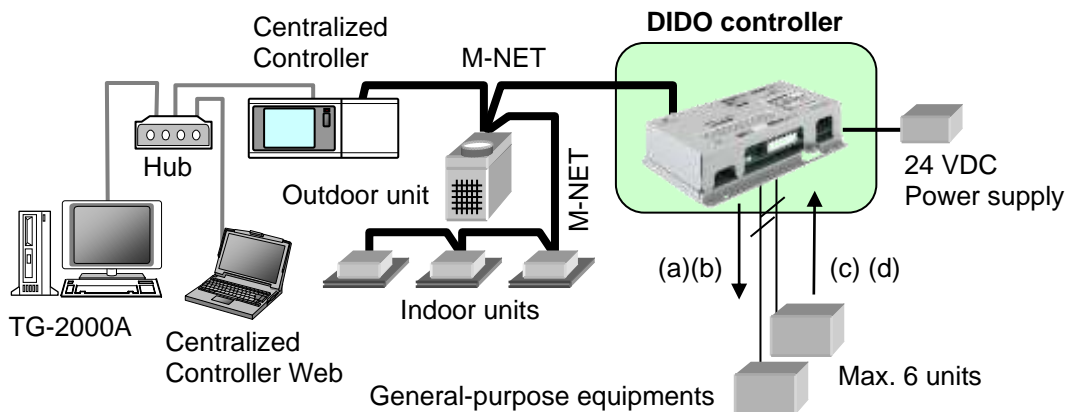 DIDO controller
Centralized
Controller
M-NET
Hub
Outdoor unit
M-NET
24 VDC
Power supply
(a)(b)
(c) (d)
Indoor units
TG-2000A
Centralized
Controller Web
General-purpose equipments
Max. 6 units